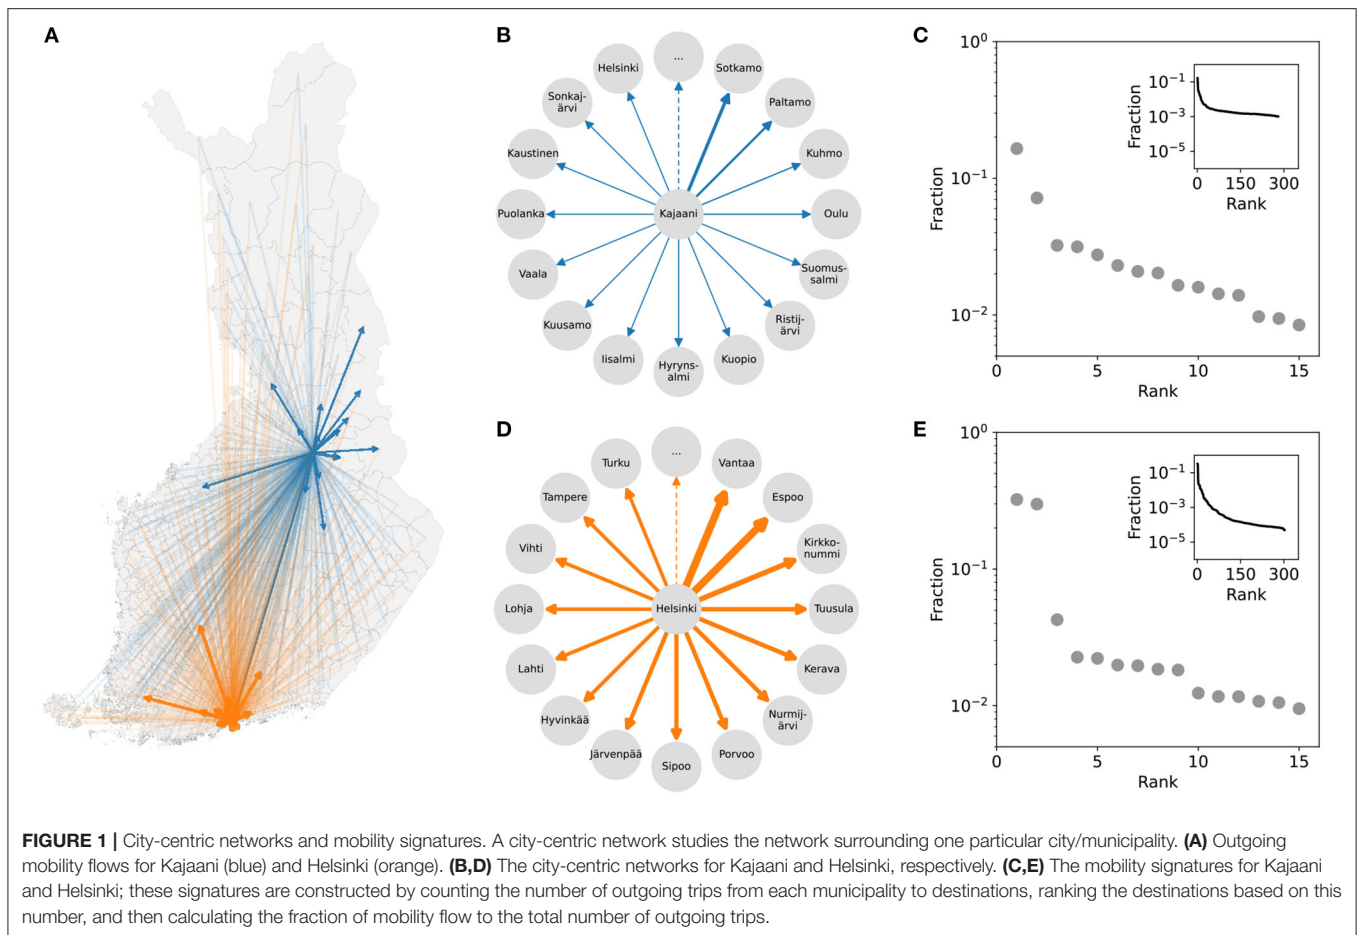 A
B
...
Helsinki
Sotkamo
Sonkaj-
ärvi
Paltamo
Kaustinen
Kuhmo
Puolanka
Kajaani
Oulu
Vaala
Suomus-
salmi
Kuusamo
Ristij-
ärvi
Iisalmi
Hyryns-
almi
Kuopio
C
10⁰
10⁻¹
10⁻²
Fraction
0
5
10
15
Rank
10⁻¹
10⁻³
10⁻⁵
Fraction
0
150
300
Rank
D
...
Turku
Vantaa
Tampere
Espoo
Vihti
Kirkko-
nummi
Lohja
Helsinki
Tuusula
Lahti
Kerava
Hyvinkää
Nurmij-
ärvi
Järvenpää
Sipoo
Porvoo
E
10⁰
10⁻¹
10⁻²
Fraction
0
5
10
15
Rank
10⁻¹
10⁻³
10⁻⁵
Fraction
0
150
300
Rank
FIGURE 1 | City-centric networks and mobility signatures. A city-centric network studies the network surrounding one particular city/municipality. (A) Outgoing
mobility flows for Kajaani (blue) and Helsinki (orange). (B,D) The city-centric networks for Kajaani and Helsinki, respectively. (C,E) The mobility signatures for Kajaani
and Helsinki; these signatures are constructed by counting the number of outgoing trips from each municipality to destinations, ranking the destinations based on this
number, and then calculating the fraction of mobility flow to the total number of outgoing trips.